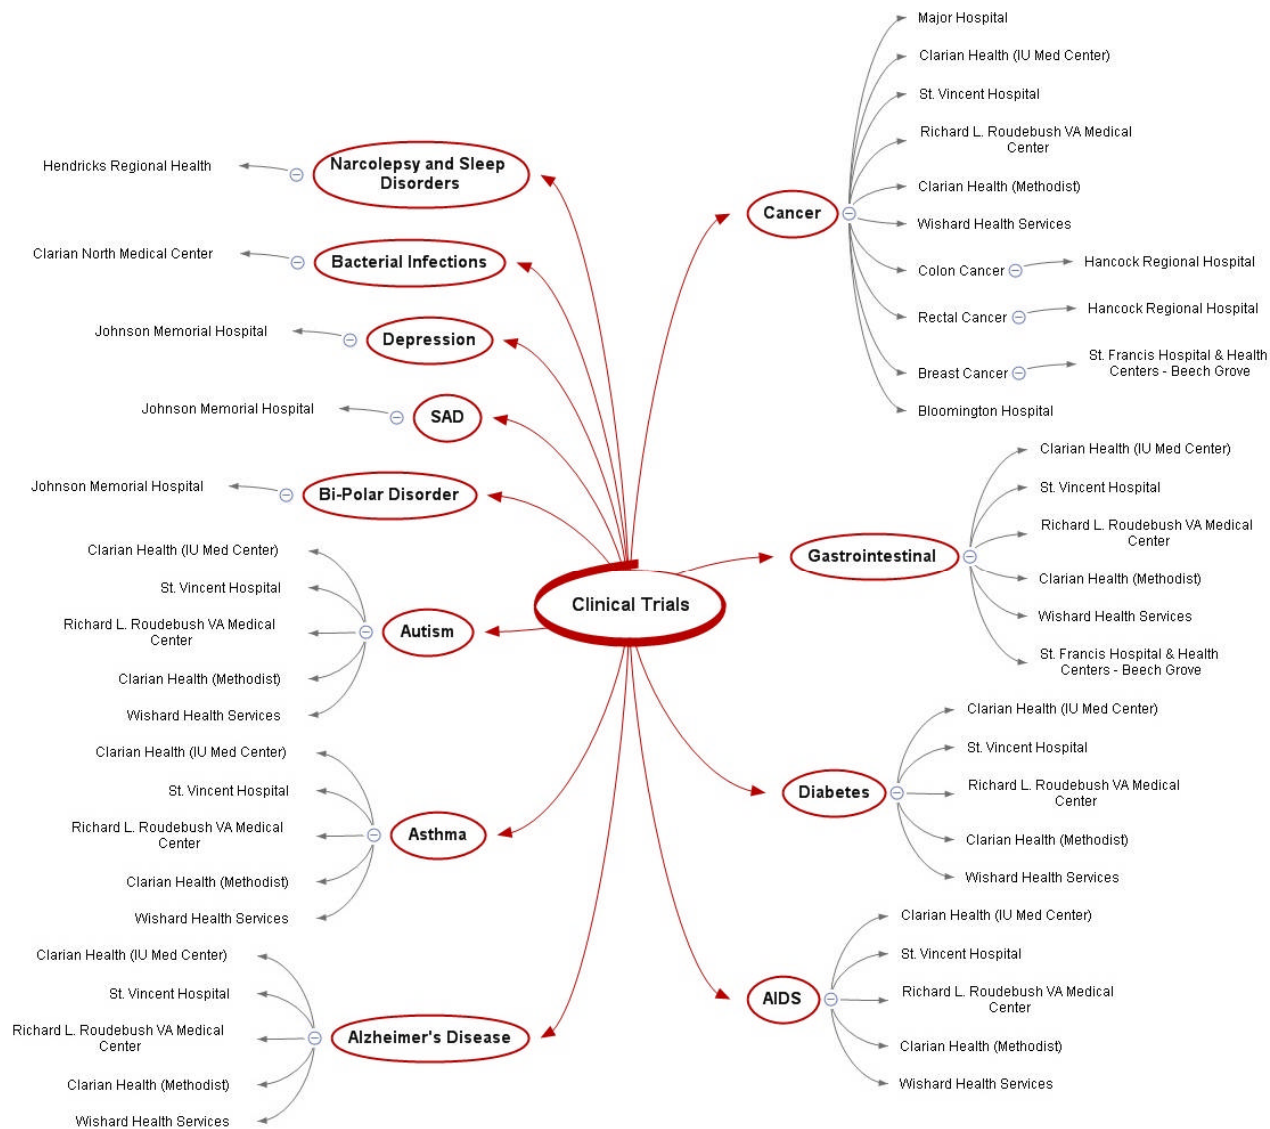 Clinical Trials
Cancer
Major Hospital
Clarian Health (IU Med Center)
St. Vincent Hospital
Richard L. Roudebush VA Medical
Center
Clarian Health (Methodist)
Wishard Health Services
Colon Cancer
Hancock Regional Hospital
Rectal Cancer
Hancock Regional Hospital
Breast Cancer
St. Francis Hospital & Health
Centers - Beech Grove
Bloomington Hospital
Gastrointestinal
Clarian Health (IU Med Center)
St. Vincent Hospital
Richard L. Roudebush VA Medical
Center
Clarian Health (Methodist)
Wishard Health Services
St. Francis Hospital & Health
Centers - Beech Grove
Diabetes
Clarian Health (IU Med Center)
St. Vincent Hospital
Richard L. Roudebush VA Medical
Center
Clarian Health (Methodist)
Wishard Health Services
AIDS
Clarian Health (IU Med Center)
St. Vincent Hospital
Richard L. Roudebush VA Medical
Center
Clarian Health (Methodist)
Wishard Health Services
Narcolepsy and Sleep
Disorders
Hendricks Regional Health
Bacterial Infections
Clarian North Medical Center
Depression
Johnson Memorial Hospital
SAD
Johnson Memorial Hospital
Bi-Polar Disorder
Johnson Memorial Hospital
Autism
Clarian Health (IU Med Center)
St. Vincent Hospital
Richard L. Roudebush VA Medical
Center
Clarian Health (Methodist)
Wishard Health Services
Asthma
Clarian Health (IU Med Center)
St. Vincent Hospital
Richard L. Roudebush VA Medical
Center
Clarian Health (Methodist)
Wishard Health Services
Alzheimer's Disease
Clarian Health (IU Med Center)
St. Vincent Hospital
Richard L. Roudebush VA Medical
Center
Clarian Health (Methodist)
Wishard Health Services